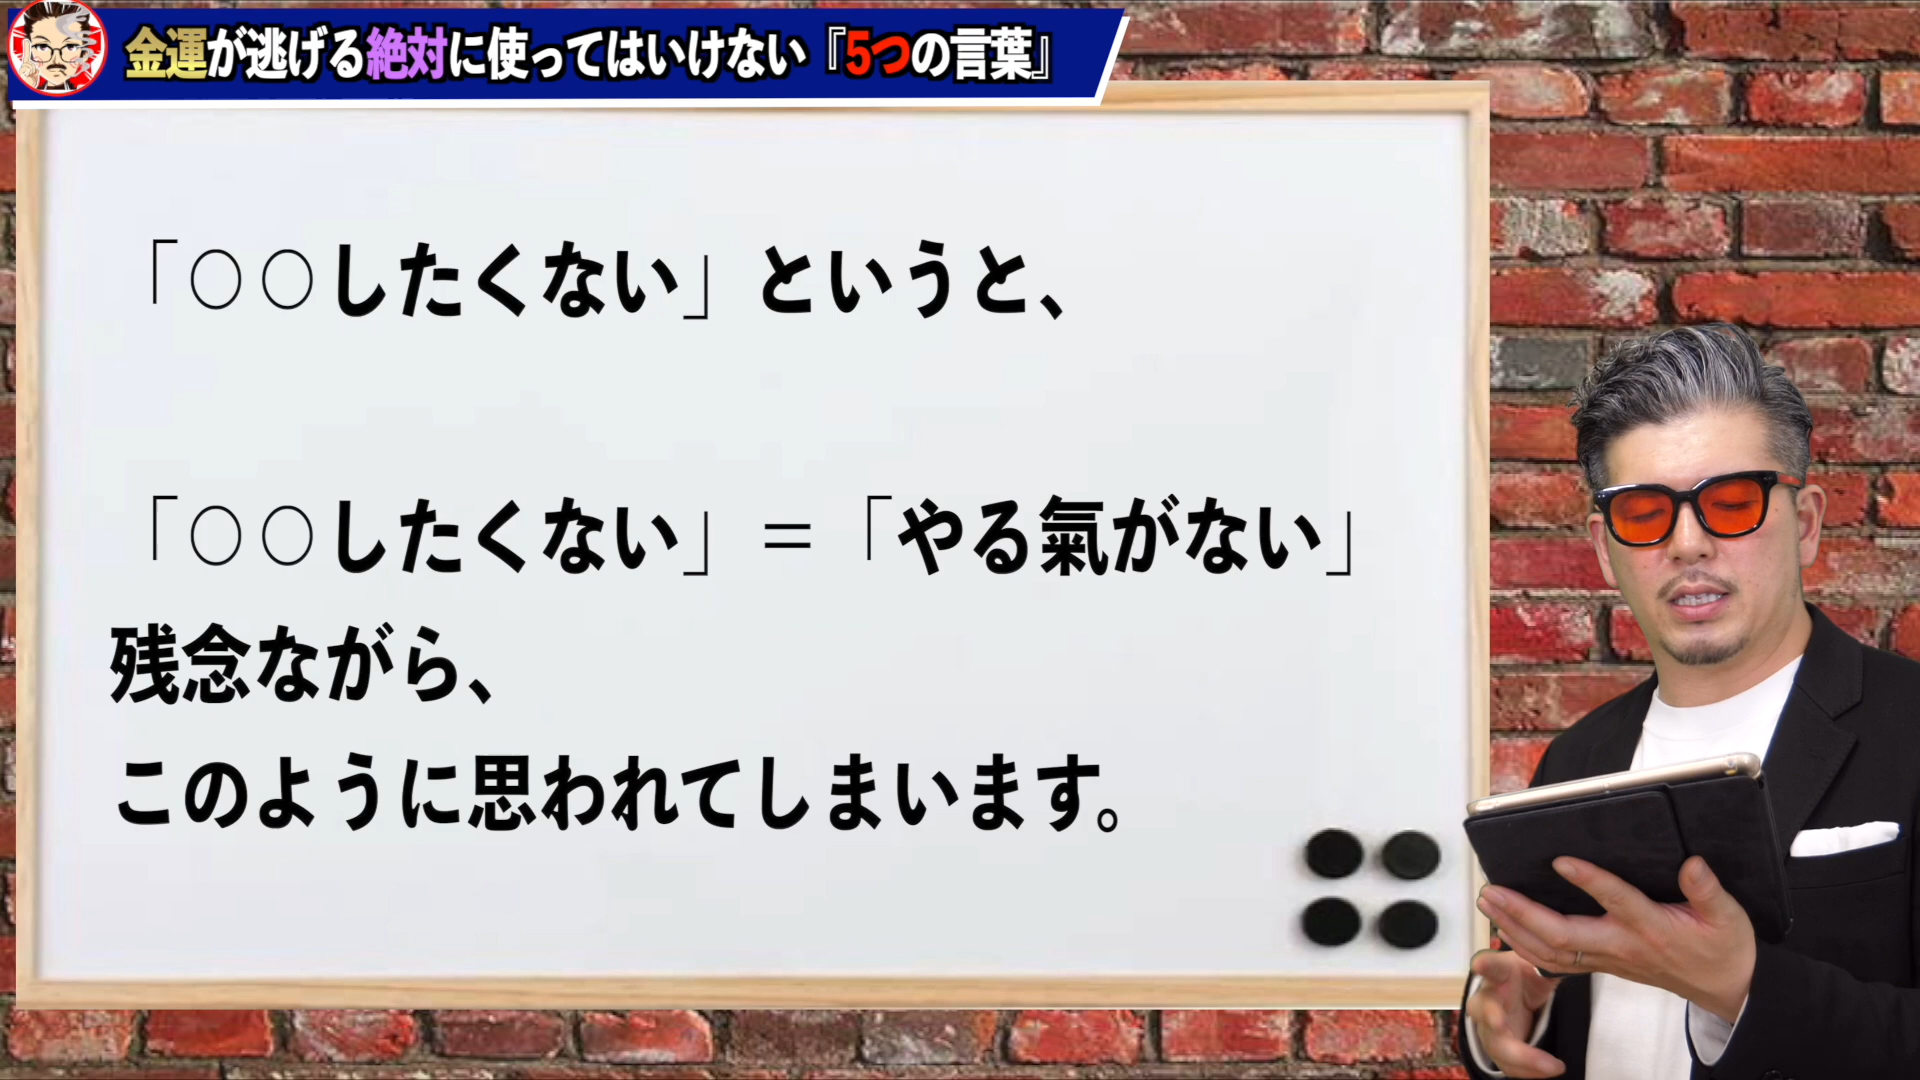 金運が逃げる絶対に使ってはいけない『5つの言葉』
「○○したくない」というと、
「○○したくない」＝「やる氣がない」
残念ながら、
このように思われてしまいます。